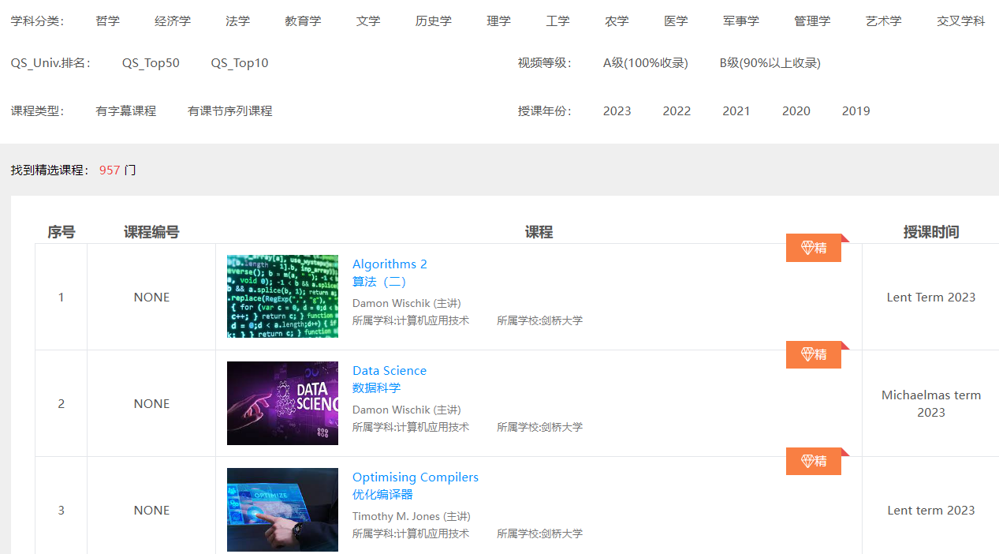 学科分类： 哲学 经济学 法学 教育学 文学 历史学 理学 工学 农学 医学 军事学 管理学 艺术学 交叉学科
QS_Univ.排名： QS_Top50 QS_Top10 视频等级： A级(100%收录) B级(90%以上收录)
课程类型： 有字幕课程 有课节序列课程 授课年份： 2023 2022 2021 2020 2019
找到精选课程： 957 门
序号 课程编号 课程 授课时间
精
1 NONE Algorithms 2 Lent Term 2023
算法（二）
Damon Wischik (主讲)
所属学科:计算机应用技术 所属学校:剑桥大学
精
2 NONE Data Science Michaelmas term
2023
数据科学
Damon Wischik (主讲)
所属学科:计算机应用技术 所属学校:剑桥大学
DATA
SCIENC
精
3 NONE Optimising Compilers Lent term 2023
优化编译器
Timothy M. Jones (主讲)
所属学科:计算机应用技术 所属学校:剑桥大学
OPTIMIZE